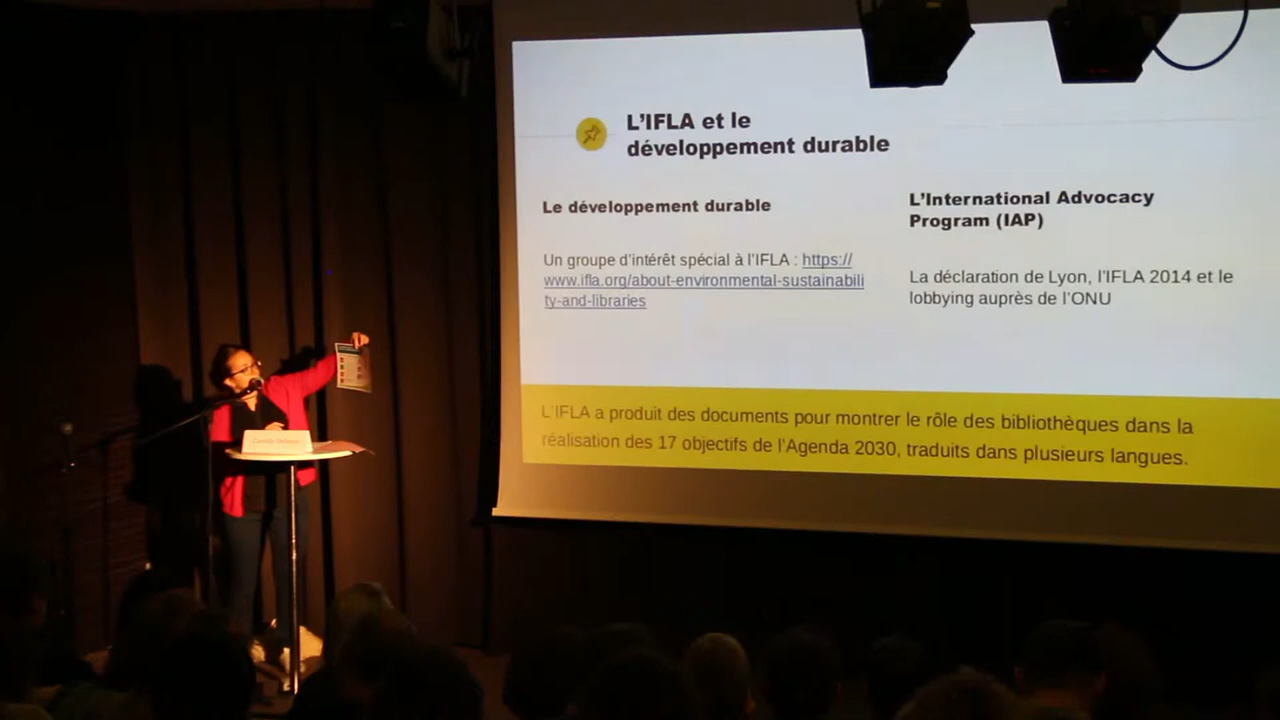 L'IFLA et le
développement durable
Le développement durable
Un groupe d'intérêt spécial à l'IFLA : https://
www.ifla.org/about-environmental-sustainabili
ty-and-libraries
L'International Advocacy
Program (IAP)
La déclaration de Lyon, l'IFLA 2014 et le
lobbying auprès de l'ONU
L'IFLA a produit des documents pour montrer le rôle des bibliothèques dans la
réalisation des 17 objectifs de l'Agenda 2030, traduits dans plusieurs langues.